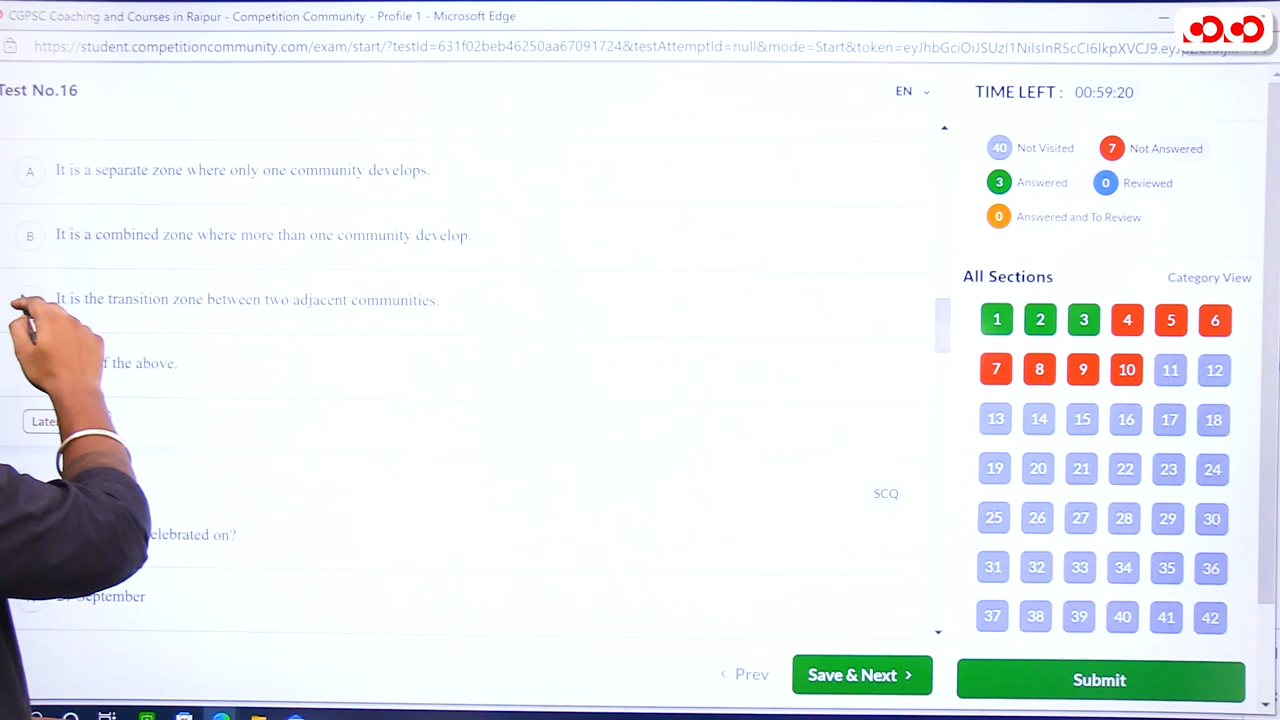 CGPSC Coaching and Courses in Raipur - Competition Community - Profile 1 - Microsoft Edge
https://student.competitioncommunity.com/exam/start/?testId=631f02beb46250aa67091724&testAttemptId=null&mode=Start&token=
Test No.16
EN
TIME LEFT : 00:59:20
40 Not Visited
7 Not Answered
3 Answered
0 Reviewed
0 Answered and To Review
A It is a separate zone where only one community develops.
B It is a combined zone where more than one community develop.
It is the transition zone between two adjacent communities.
f the above.
Late
SCQ
elebrated on?
September
All Sections
Category View
1 2 3 4 5 6
7 8 9 10 11 12
13 14 15 16 17 18
19 20 21 22 23 24
25 26 27 28 29 30
31 32 33 34 35 36
37 38 39 40 41 42
< Prev
Save & Next >
Submit